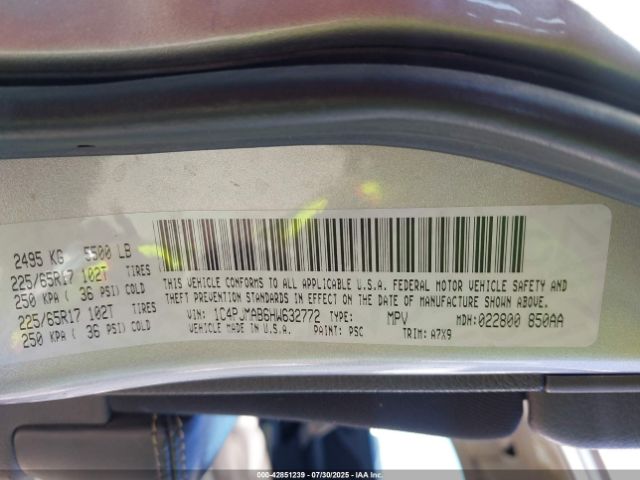 2495 KG 5500 LB
225/65R17 102T TIRES
250 KPA ( 36 PSI) COLD
225/65R17 102T TIRES
250 KPA ( 36 PSI) COLD
THIS VEHICLE CONFORMS TO ALL APPLICABLE U.S.A. FEDERAL MOTOR VEHICLE SAFETY AND
THEFT PREVENTION STANDARDS IN EFFECT ON THE DATE OF MANUFACTURE SHOWN ABOVE.
VIN: 1C4PJMAB6HW632772 TYPE: MPV MDH: 022800 850AA
VEHICLE MADE IN U.S.A. PAINT: PSC TRIM: A7X9
000-42851239 - 07/30/2025 - IAA.COM